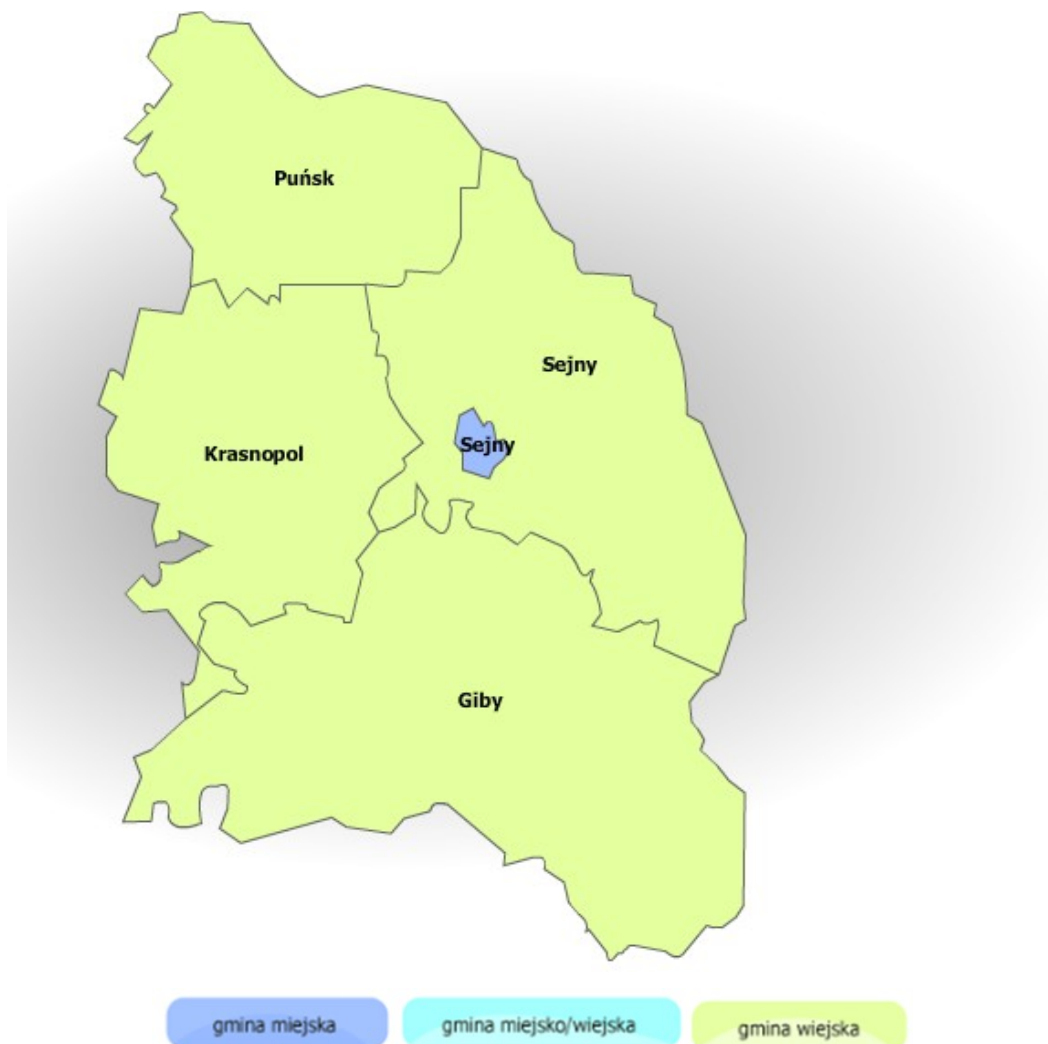 Puńsk
Sejny
Sejny
Krasnopol
Giby
gmina miejska
gmina miejsko/wiejska
gmina wiejska